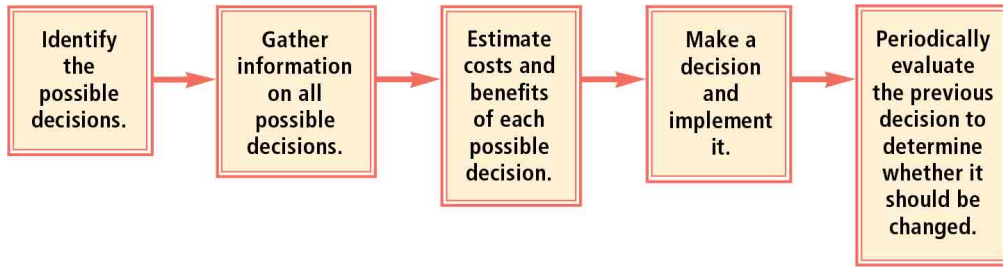 Identify
the
possible
decisions.
Gather
information
on all
possible
decisions.
Estimate
costs and
benefits
of each
possible
decision.
Make a
decision
and
implement
it.
Periodically
evaluate
the previous
decision to
determine
whether it
should be
changed.